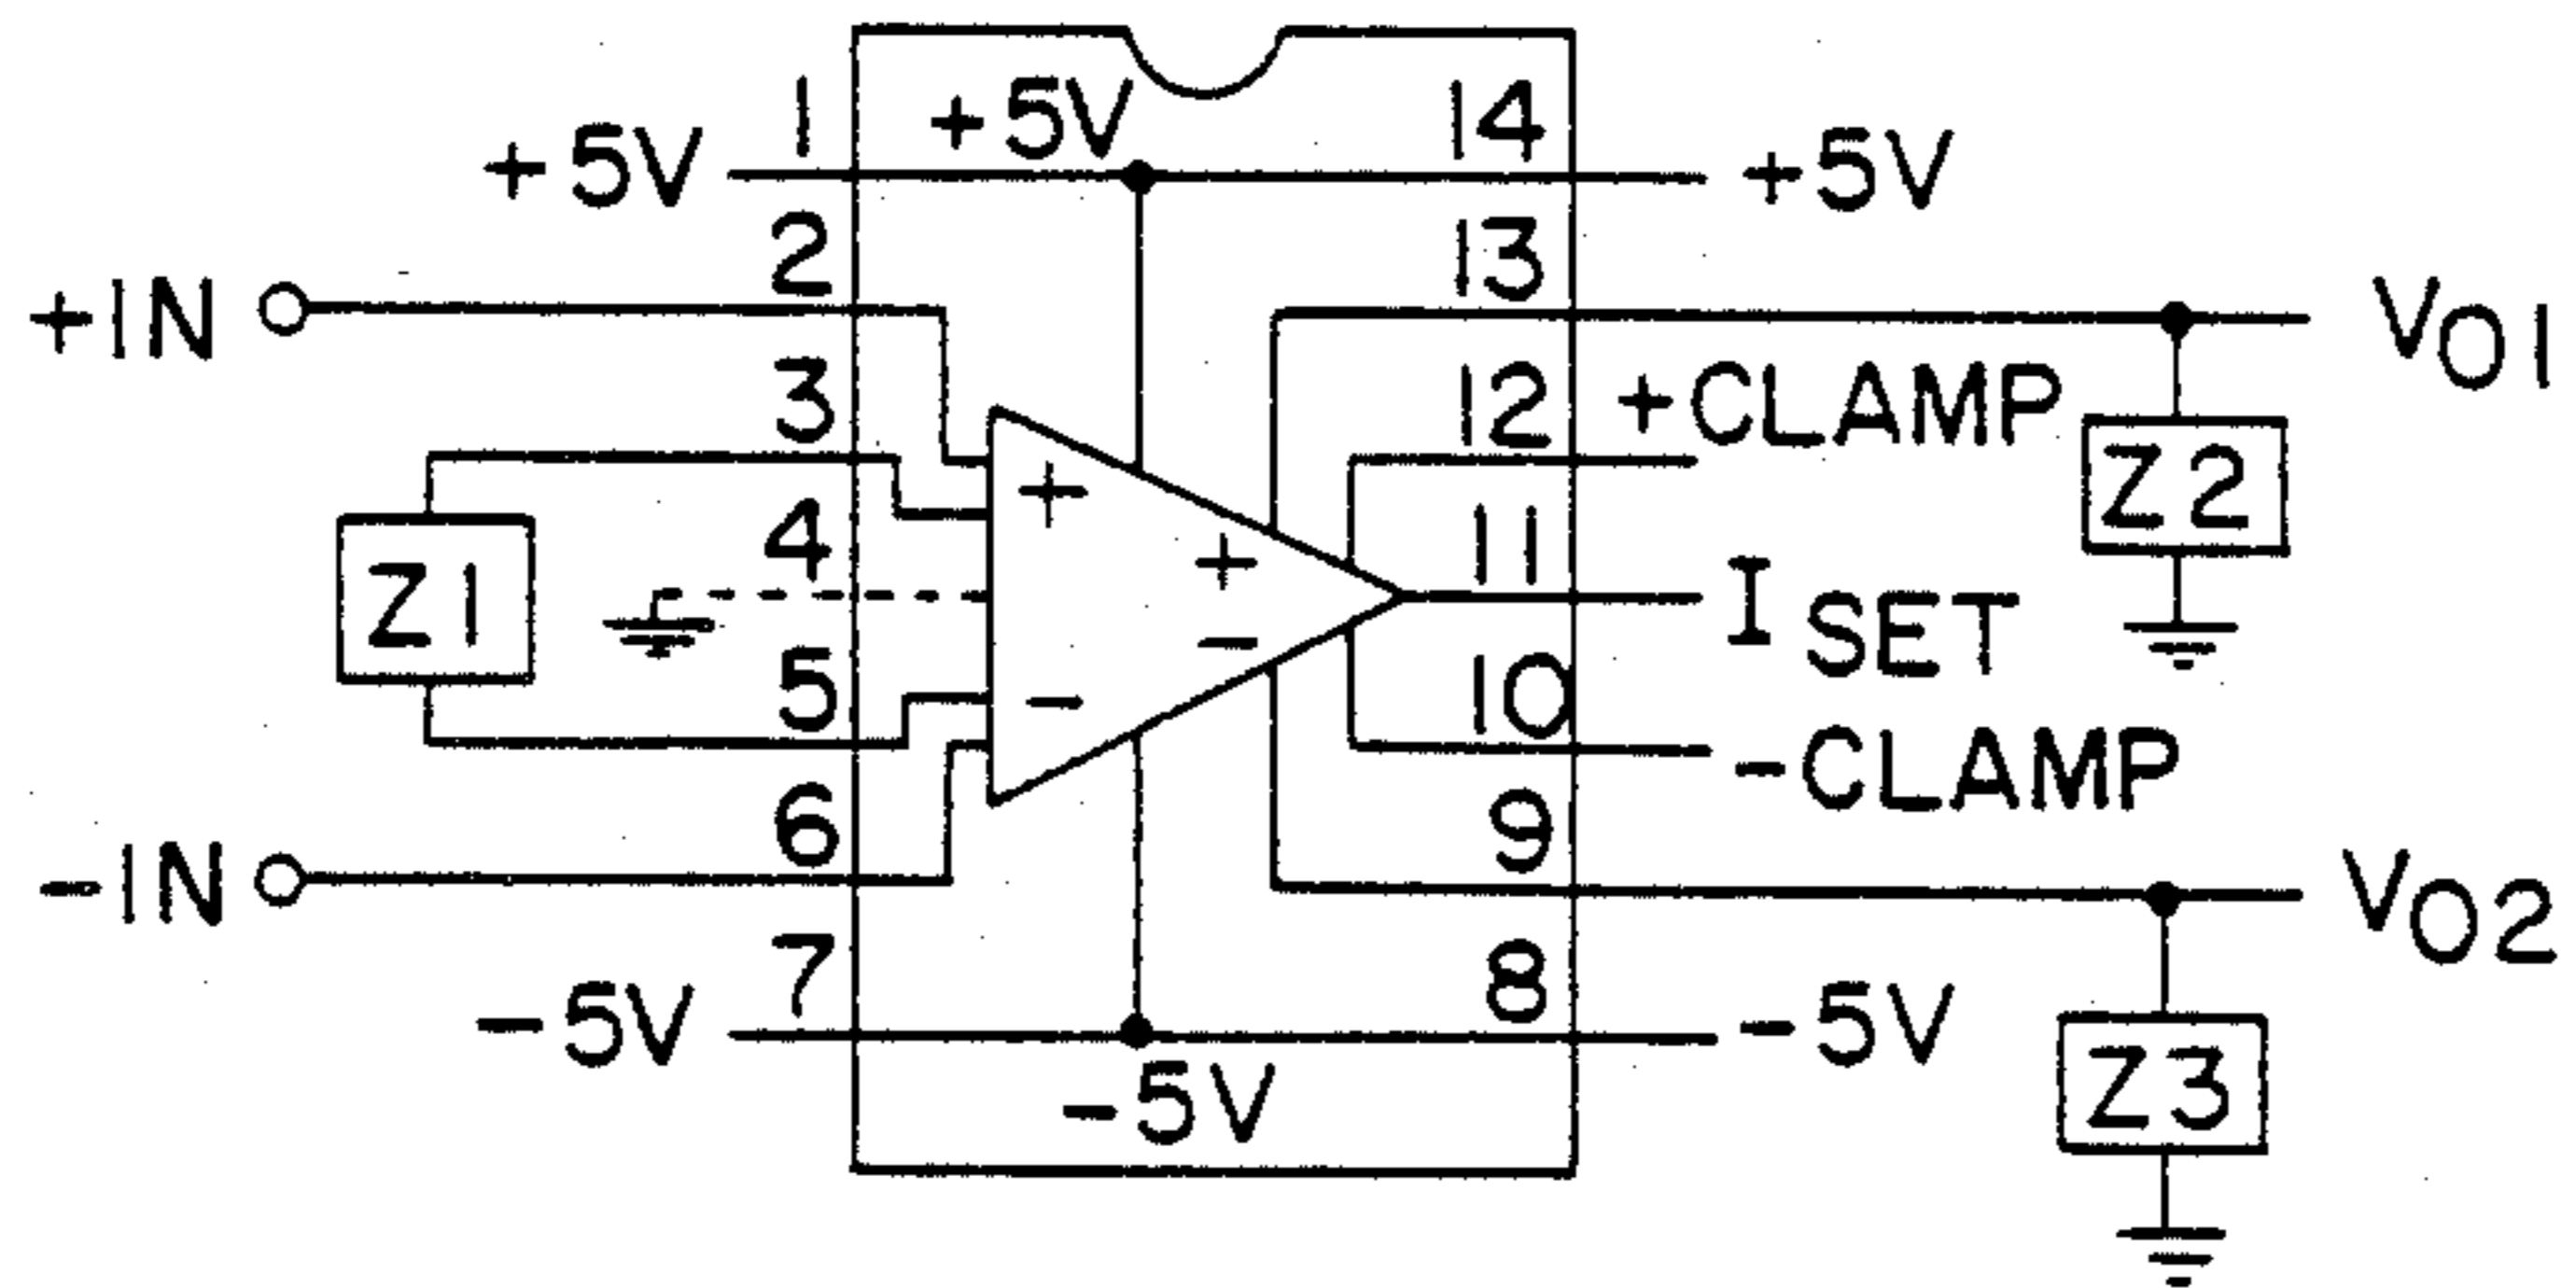 1 +5V 14
+5V +5V
2 13
+IN VO1
3 12 +CLAMP
Z2
4 11
Z1 ISET
5 10
-CLAMP
6 9
-IN VO2
7 8
-5V -5V
-5V Z3
+
+
-
-